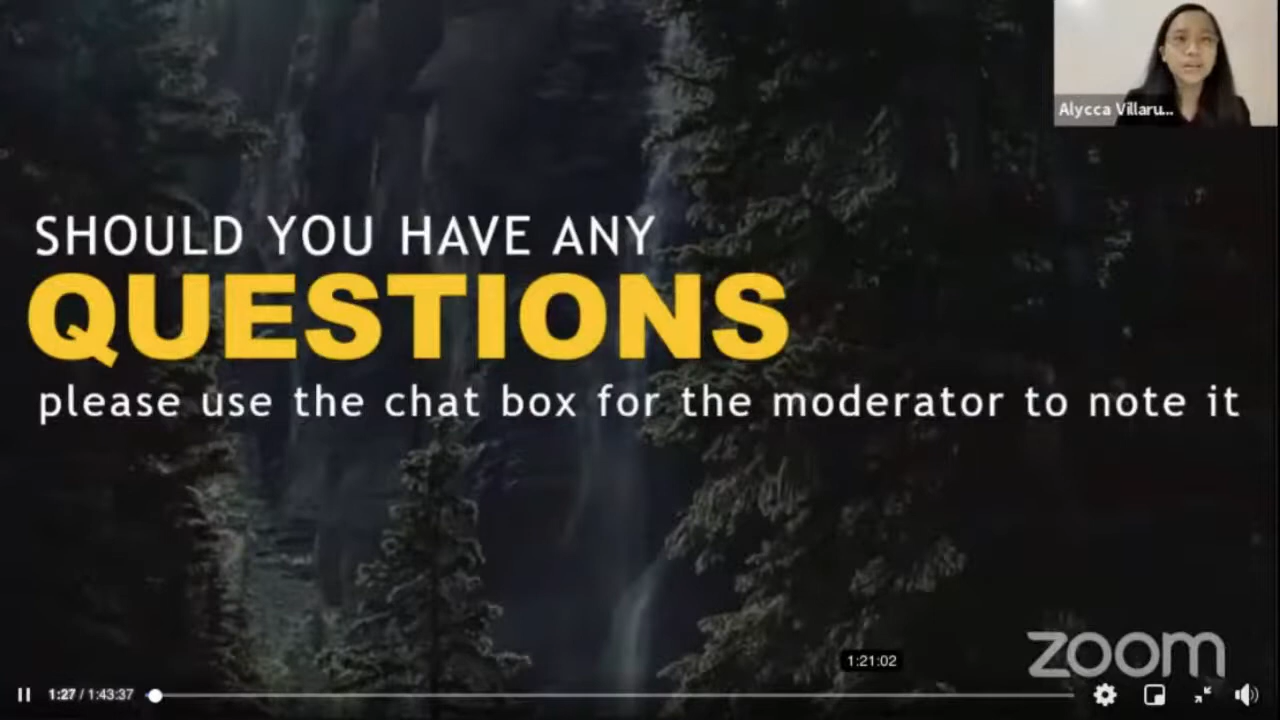 Alycca Villaru...
SHOULD YOU HAVE ANY
QUESTIONS
please use the chat box for the moderator to note it
zoom
1:21:02
1:27 / 1:43:37